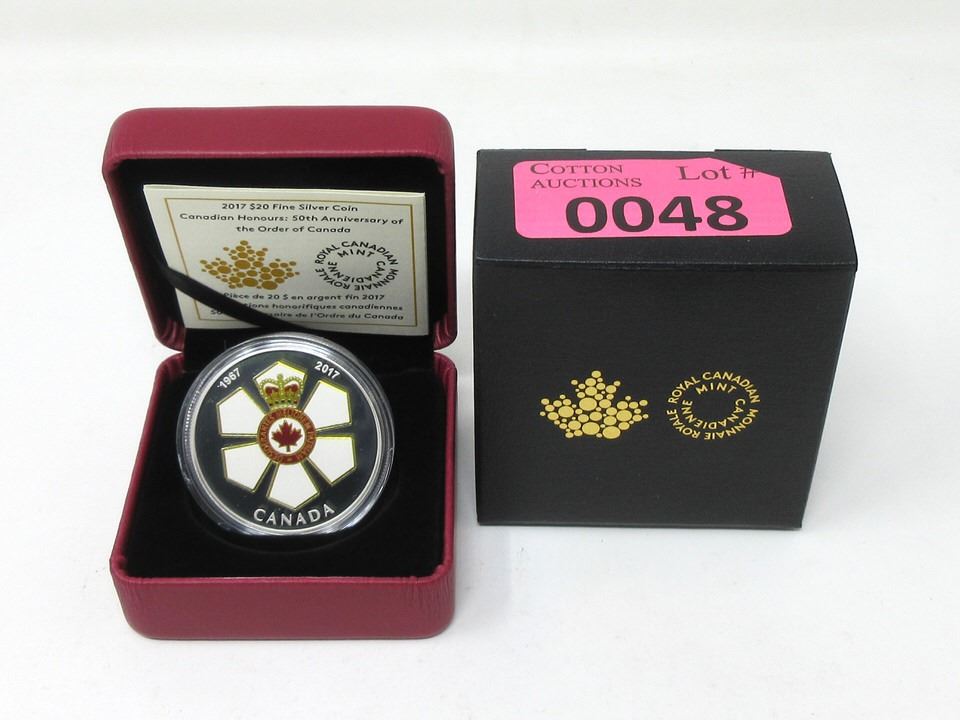 2017 $20 Fine Silver Coin
Canadian Honours: 50th Anniversary of
the Order of Canada
ROYAL CANADIAN MINT
MONNAIE ROYALE CANADIENNE
Pièce de 20 $ en argent fin 2017
honorifiques canadiennes
de l'Ordre du Canada
1967 2017
CANADA
COTTON
AUCTIONS
Lot #
0048
ROYAL CANADIAN MINT
MONNAIE ROYALE CANADIENNE